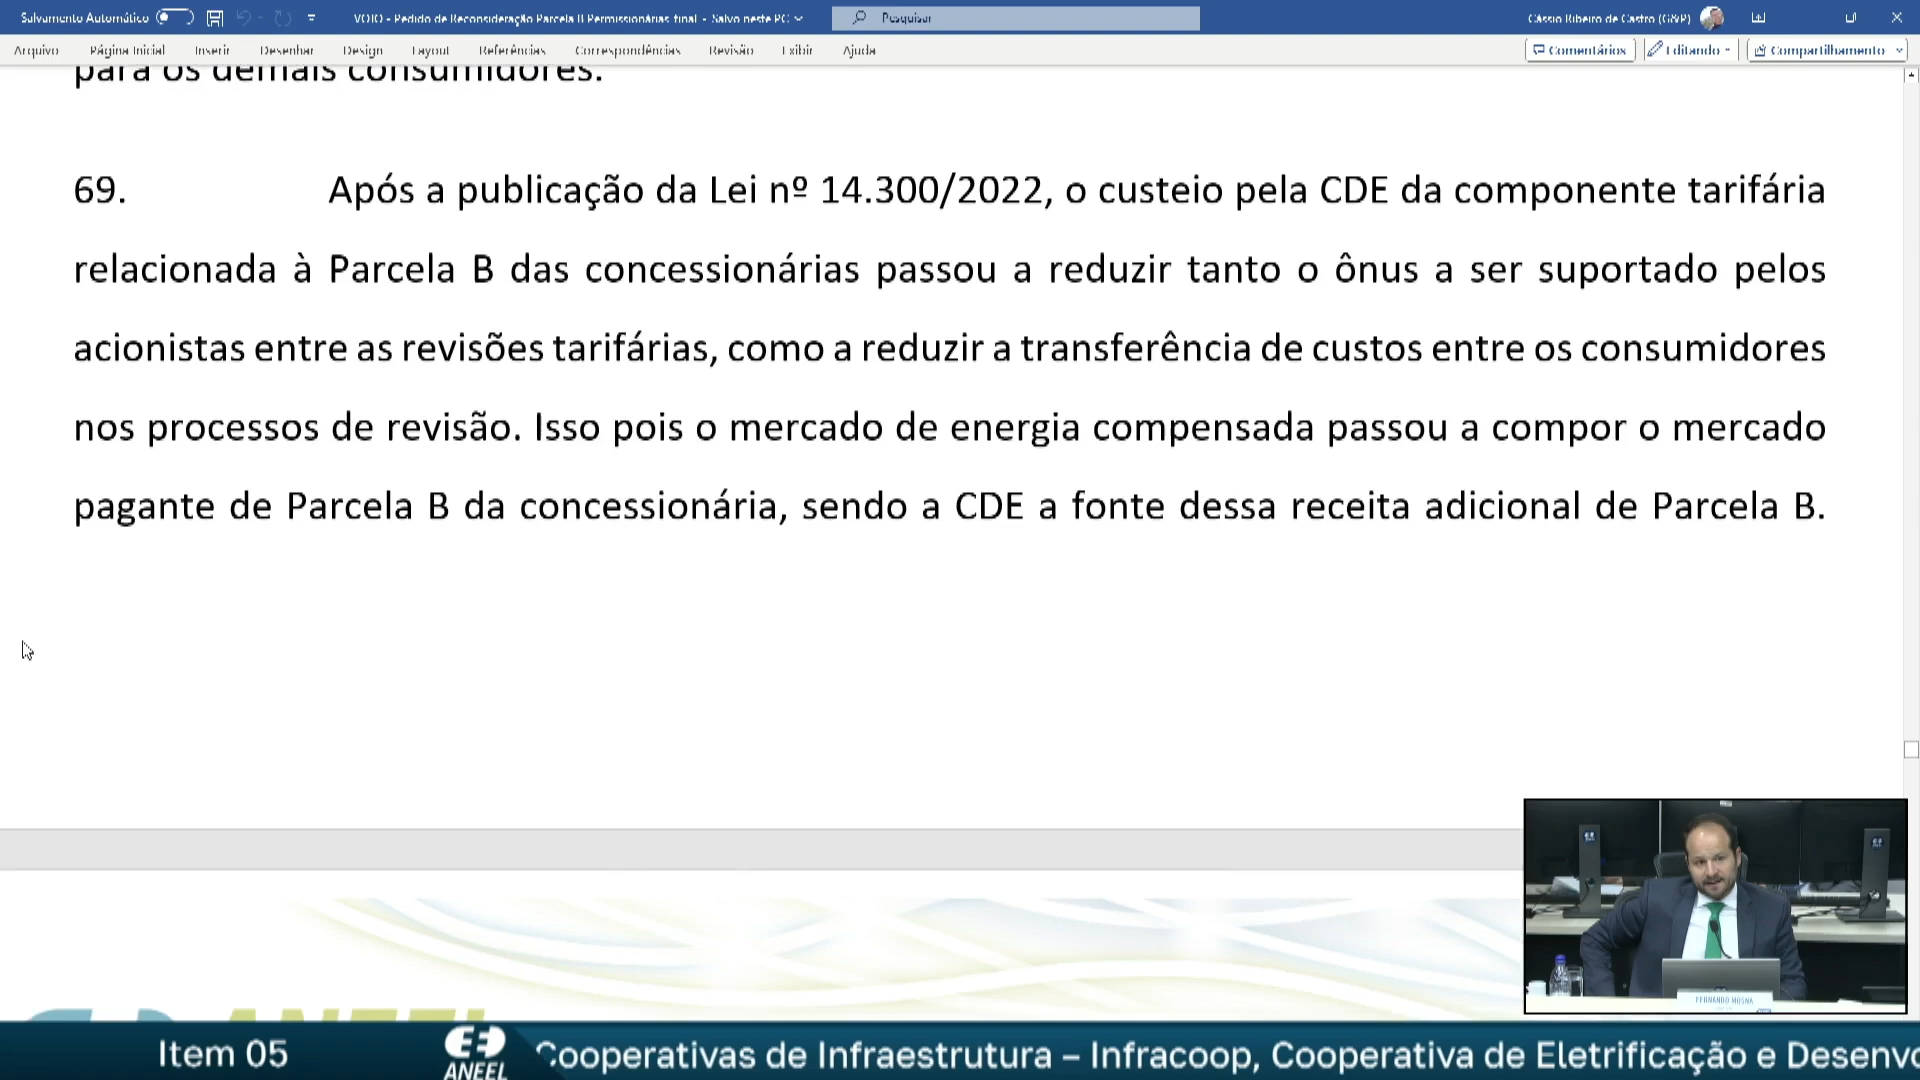 Salvamento Automático
VOTO - Pedido de Reconsideração Parcela B Permissionárias_final - Salvo neste PC
Pesquisar
Cássio Ribeiro de Castro (G&P)
Arquivo Página Inicial Inserir Desenhar Design Layout Referências Correspondências Revisão Exibir Ajuda
Comentários Editando Compartilhamento
para os demais consumidores.
69. Após a publicação da Lei nº 14.300/2022, o custeio pela CDE da componente tarifária
relacionada à Parcela B das concessionárias passou a reduzir tanto o ônus a ser suportado pelos
acionistas entre as revisões tarifárias, como a reduzir a transferência de custos entre os consumidores
nos processos de revisão. Isso pois o mercado de energia compensada passou a compor o mercado
pagante de Parcela B da concessionária, sendo a CDE a fonte dessa receita adicional de Parcela B.
FERNANDO MOSNA
ANEEL
Item 05
ANEEL
Cooperativas de Infraestrutura – Infracoop, Cooperativa de Eletrificação e Desenvo